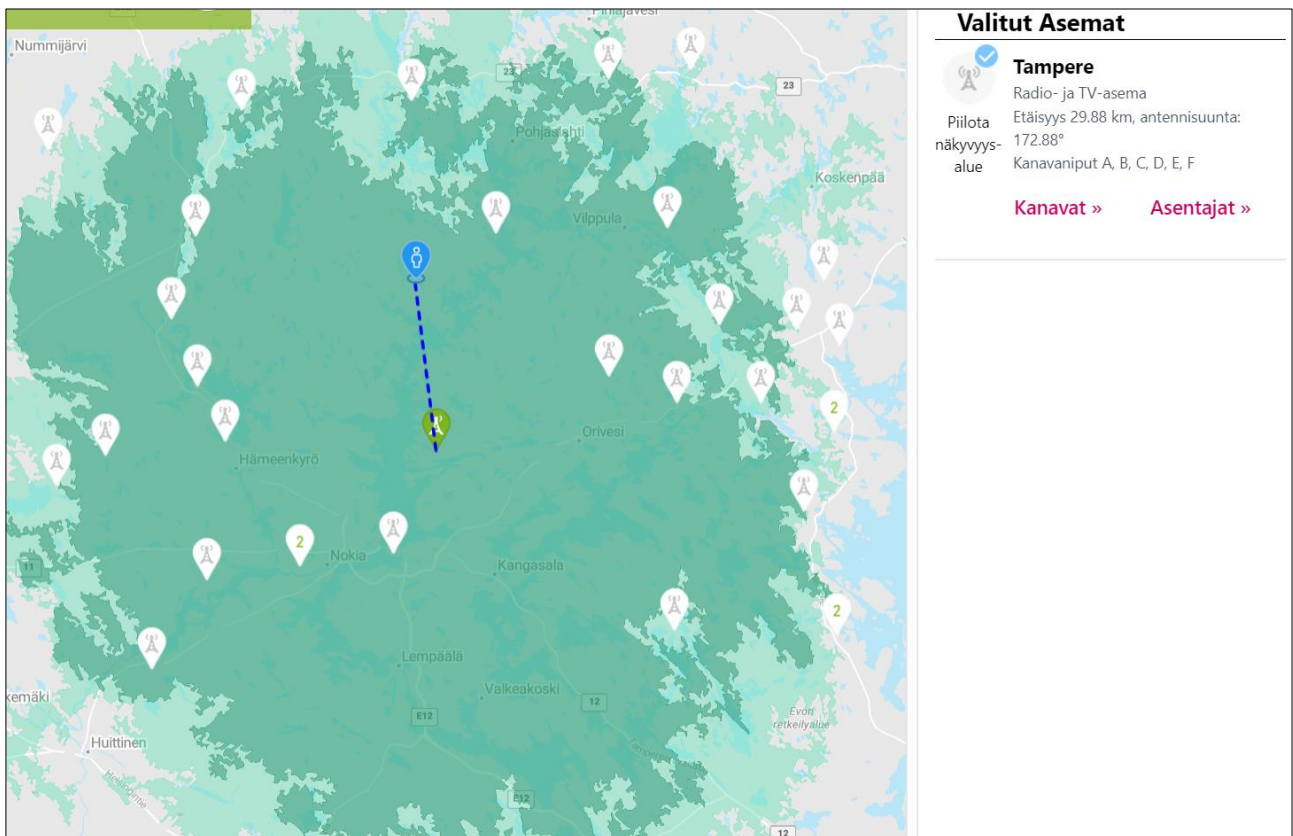 Nummijärvi
23
23
Pohjaslahti
Koskenpää
Vilppula
2
Orivesi
Hämeenkyrö
2
Nokia
11
Kangasala
2
Lempäälä
Valkeakoski
12
E12
Evon
retkeilyalue
kemäki
Huittinen
Helsingintie
E12
12
Valitut Asemat
Tampere
Radio- ja TV-asema
Etäisyys 29.88 km, antennisuunta:
172.88°
Kanavaniput A, B, C, D, E, F
Piilota
näkyvyys-
alue
Kanavat » Asentajat »